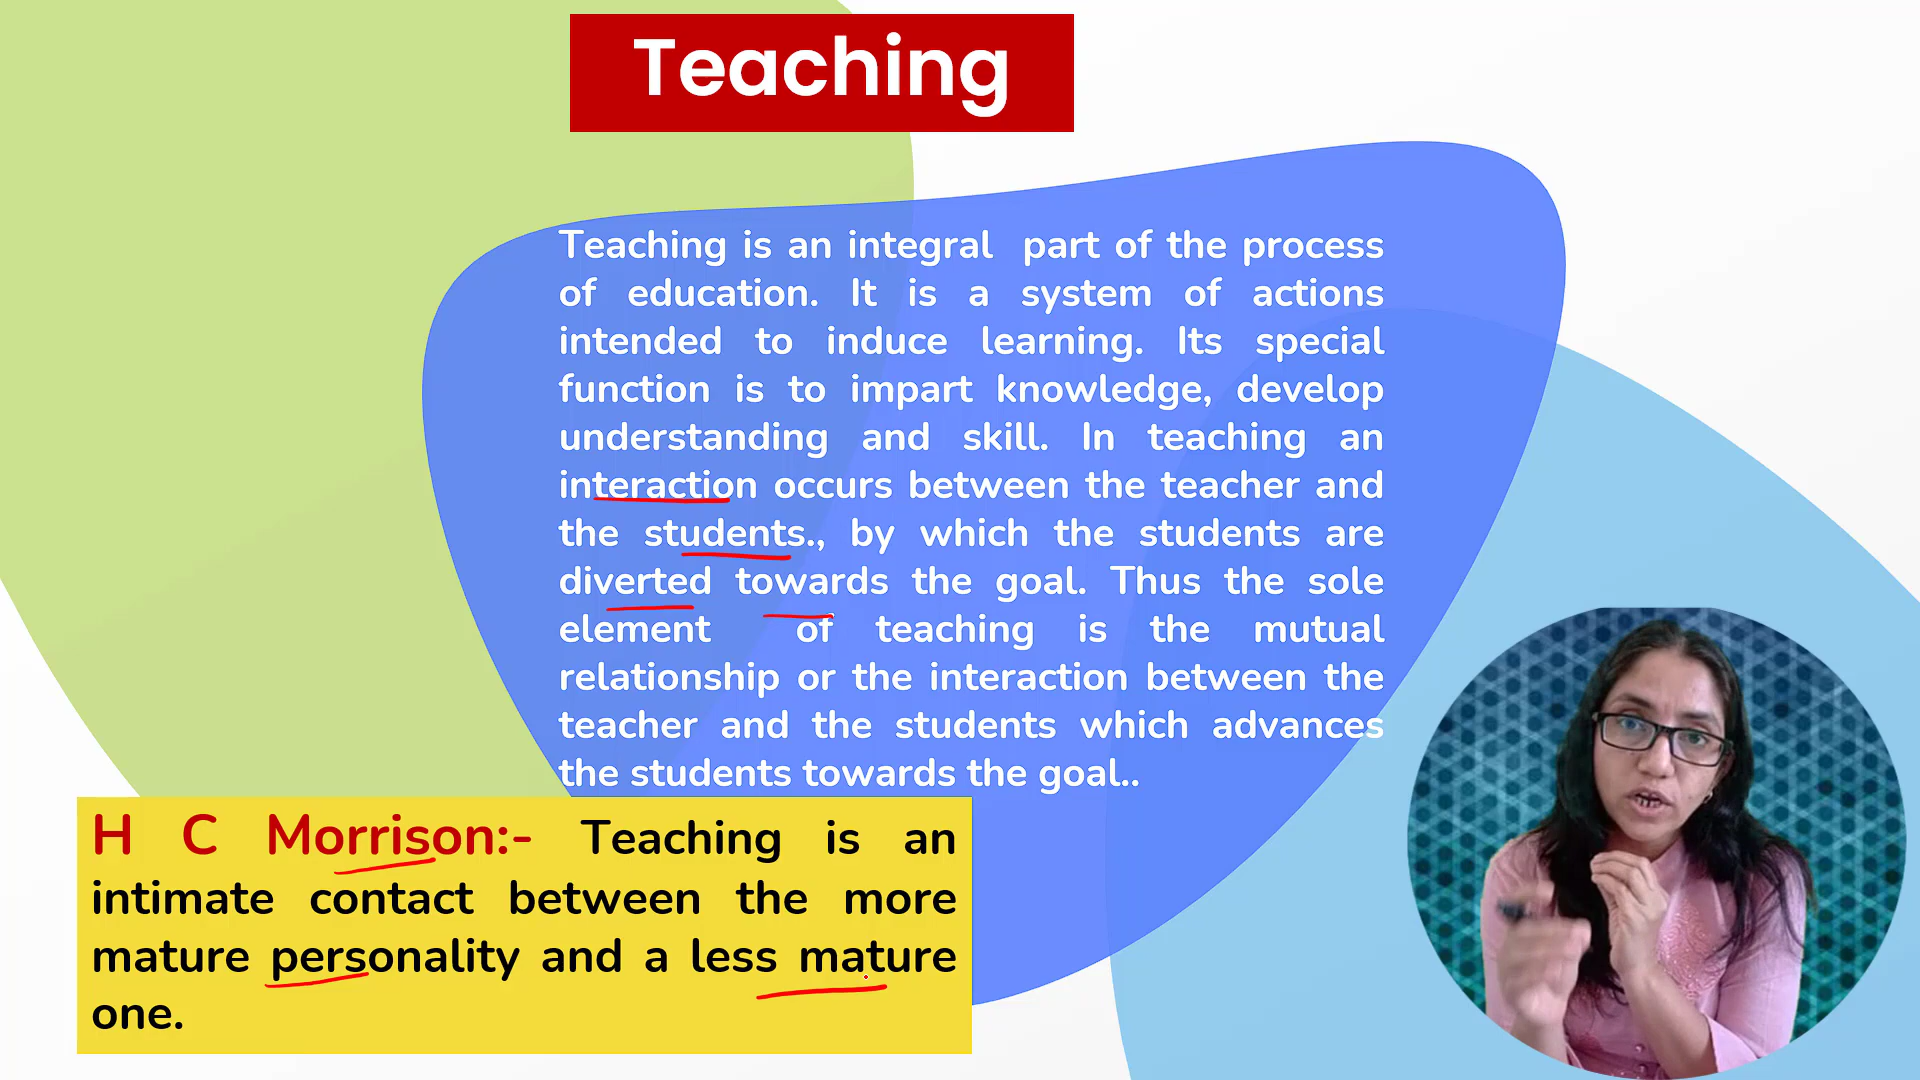 Teaching
Teaching is an integral part of the process
of education. It is a system of actions
intended to induce learning. Its special
function is to impart knowledge, develop
understanding and skill. In teaching an
interaction occurs between the teacher and
the students., by which the students are
diverted towards the goal. Thus the sole
element of teaching is the mutual
relationship or the interaction between the
teacher and the students which advances
the students towards the goal..
H C Morrison:- Teaching is an
intimate contact between the more
mature personality and a less mature
one.